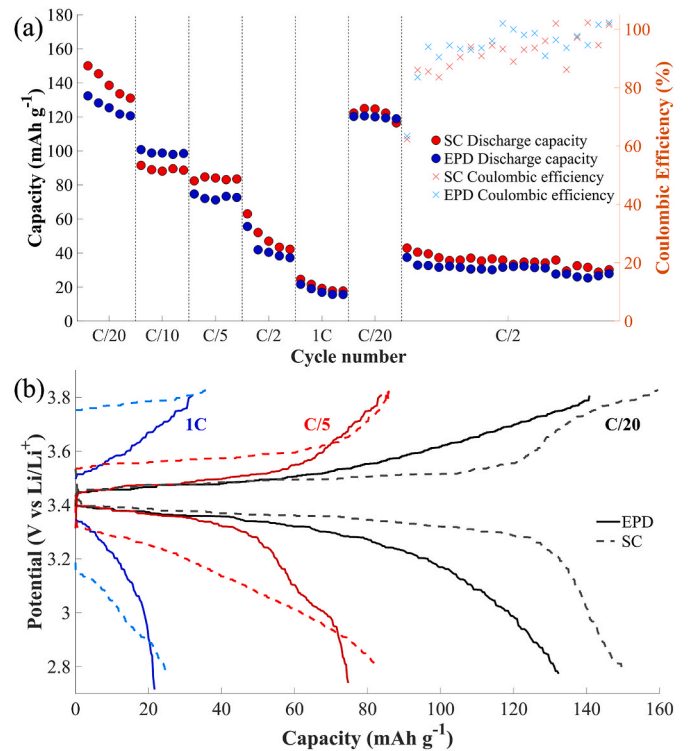 (a)
180
160
140
120
100
80
60
40
20
0
Capacity (mAh g-1)
100
80
60
40
20
0
Coulombic Efficiency (%)
SC Discharge capacity
EPD Discharge capacity
SC Coulombic efficiency
EPD Coulombic efficiency
C/20 C/10 C/5 C/2 1C C/20 C/2
Cycle number
(b)
3.8
3.6
3.4
3.2
3
2.8
Potential (V vs Li/Li+)
1C C/5 C/20
EPD
SC
0 20 40 60 80 100 120 140 160
Capacity (mAh g-1)